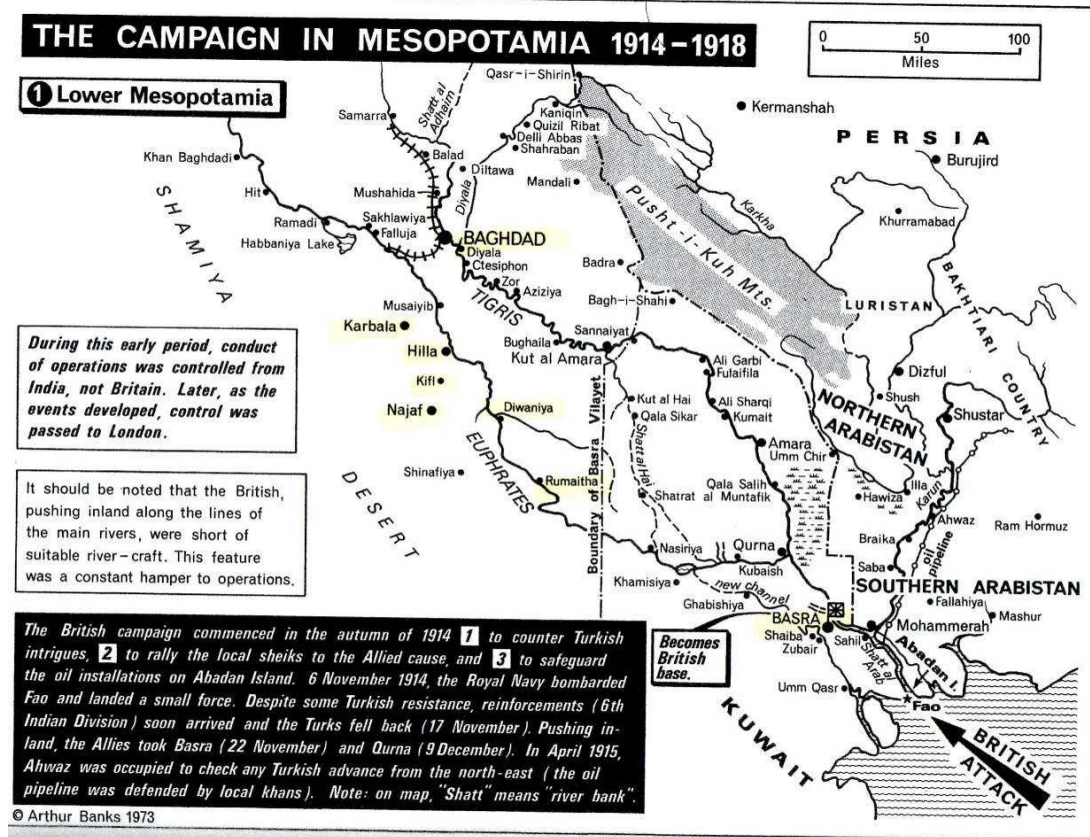 THE CAMPAIGN IN MESOPOTAMIA 1914–1918
0 50 100
Miles
1 Lower Mesopotamia
Qasr-i-Shirin
Kermanshah
Samarra
Shatt al
Adhaim
Kaniqin
Quizil Ribat
Delli Abbas
Shahraban
PERSIA
Burujird
Khan Baghdadi
Balad
Diltawa
Mandali
Hit
Mushahida
Diyala
Pusht-i-Kuh Mts.
Karkha
Khurramabad
SHAMIYA
Ramadi
Sakhlawiya
Falluja
Habbaniya Lake
BAGHDAD
Diyala
Ctesiphon
Zor
Aziziya
Badra
Bagh-i-Shahi
LURISTAN
BAKHTIARI
COUNTRY
Musaiyib
TIGRIS
Karbala
Sannaiyat
Bughaila
Kut al Amara
Hilla
Ali Garbi
Fulaifila
Dizful
Kifl
Kut al Hai
Qala Sikar
Ali Sharqi
Kumait
Shush
NORTHERN
ARABISTAN
Shustar
Najaf
Diwaniya
Amara
Umm Chir
EUPHRATES
Shatt al Hai
Boundary of Basra Vilayet
Shinafiya
Rumaitha
Shatrat
al Muntafik
Qala Salih
Hawiza
Illa
Karun
Ahwaz
Ram Hormuz
DESERT
Braika
oil
pipeline
Nasiriya
Qurna
Kubaish
Saba
SOUTHERN ARABISTAN
Khamisiya
new channel
Ghabishiya
Fallahiya
Mashur
BASRA
Mohammerah
Shaiba
Zubair
Sahil
Shatt al
Arab
Abadan I.
Umm Qasr
Fao
KUWAIT
BRITISH
ATTACK
Becomes
British
base.
During this early period, conduct
of operations was controlled from
India, not Britain. Later, as the
events developed, control was
passed to London.
It should be noted that the British,
pushing inland along the lines of
the main rivers, were short of
suitable river–craft. This feature
was a constant hamper to operations.
The British campaign commenced in the autumn of 1914 1 to counter Turkish
intrigues, 2 to rally the local sheiks to the Allied cause, and 3 to safeguard
the oil installations on Abadan Island. 6 November 1914, the Royal Navy bombarded
Fao and landed a small force. Despite some Turkish resistance, reinforcements (6th
Indian Division) soon arrived and the Turks fell back (17 November). Pushing in-
land, the Allies took Basra (22 November) and Qurna (9 December). In April 1915,
Ahwaz was occupied to check any Turkish advance from the north-east (the oil
pipeline was defended by local khans). Note: on map, "Shatt" means "river bank".
© Arthur Banks 1973